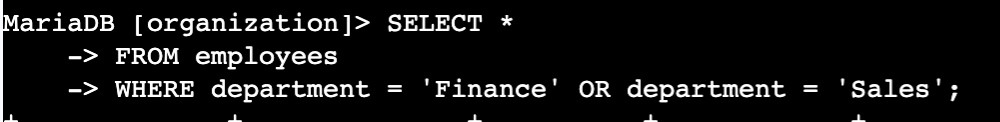 MariaDB [organization]> SELECT *
    -> FROM employees
    -> WHERE department = 'Finance' OR department = 'Sales';